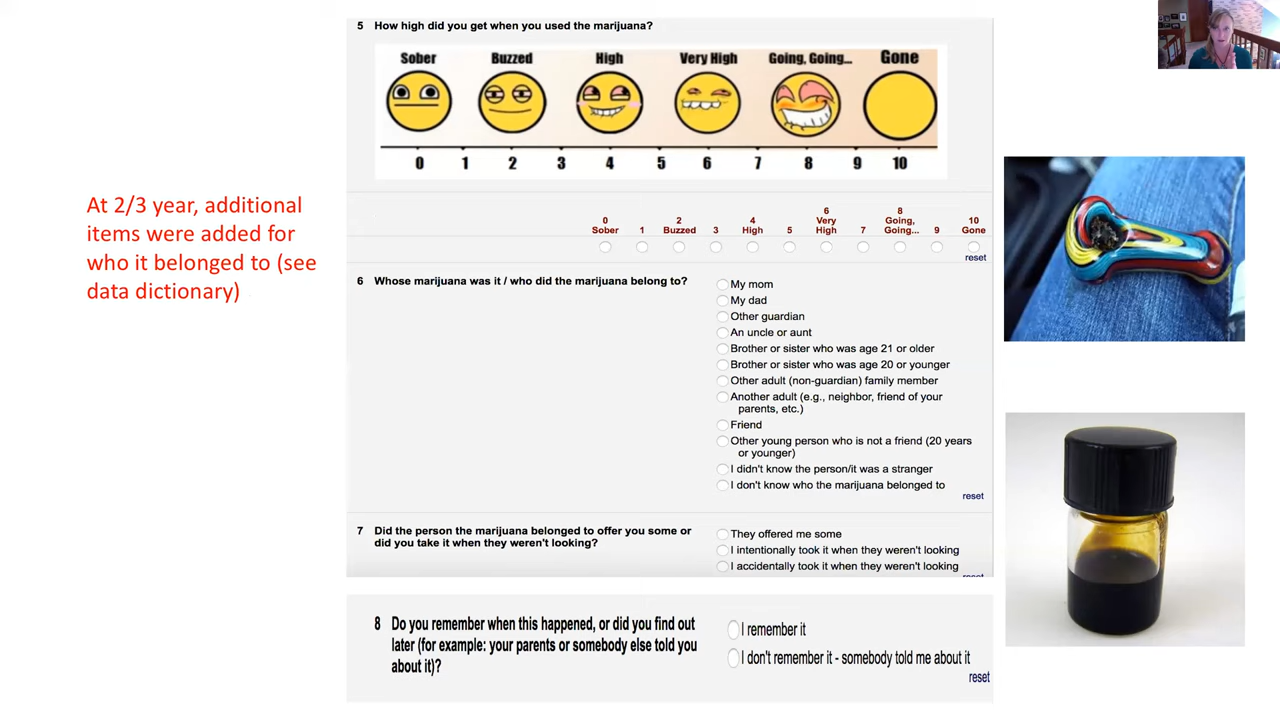 At 2/3 year, additional
items were added for
who it belonged to (see
data dictionary)
5 How high did you get when you used the marijuana?
Sober Buzzed High Very High Going, Going... Gone
0 1 2 3 4 5 6 7 8 9 10
0 2 4 6 8 10
Sober 1 Buzzed 3 High 5 Very High 7 Going, Going... 9 Gone
reset
6 Whose marijuana was it / who did the marijuana belong to?
My mom
My dad
Other guardian
An uncle or aunt
Brother or sister who was age 21 or older
Brother or sister who was age 20 or younger
Other adult (non-guardian) family member
Another adult (e.g., neighbor, friend of your
parents, etc.)
Friend
Other young person who is not a friend (20 years
or younger)
I didn't know the person/it was a stranger
I don't know who the marijuana belonged to
reset
7 Did the person the marijuana belonged to offer you some or
did you take it when they weren't looking?
They offered me some
I intentionally took it when they weren't looking
I accidentally took it when they weren't looking
reset
8 Do you remember when this happened, or did you find out
later (for example: your parents or somebody else told you
about it)?
I remember it
I don't remember it - somebody told me about it
reset